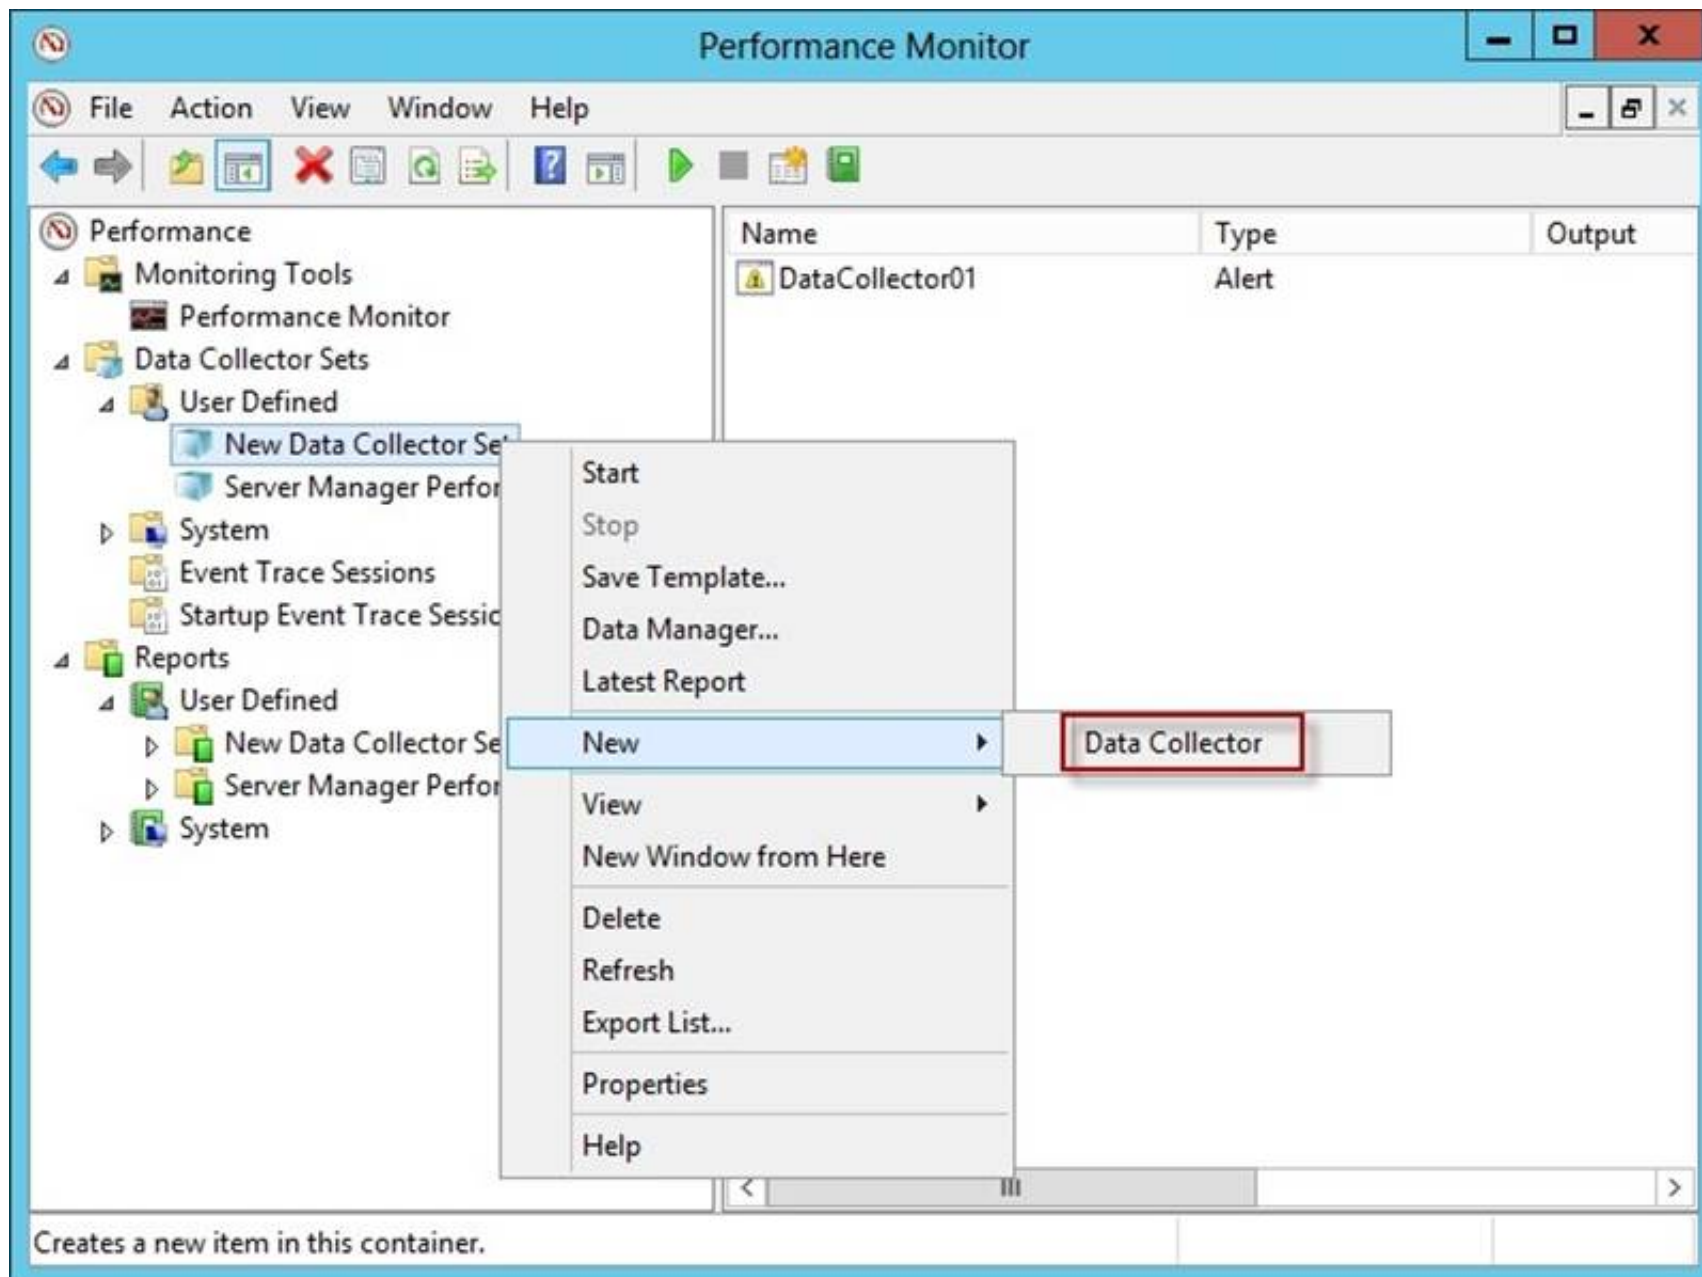 Performance Monitor
File Action View Window Help
Performance
Monitoring Tools
Performance Monitor
Data Collector Sets
User Defined
New Data Collector Set
Server Manager Perfor
System
Event Trace Sessions
Startup Event Trace Sessio
Reports
User Defined
New Data Collector Se
Server Manager Perfor
System
Name Type Output
DataCollector01 Alert
Start
Stop
Save Template...
Data Manager...
Latest Report
New
Data Collector
View
New Window from Here
Delete
Refresh
Export List...
Properties
Help
Creates a new item in this container.